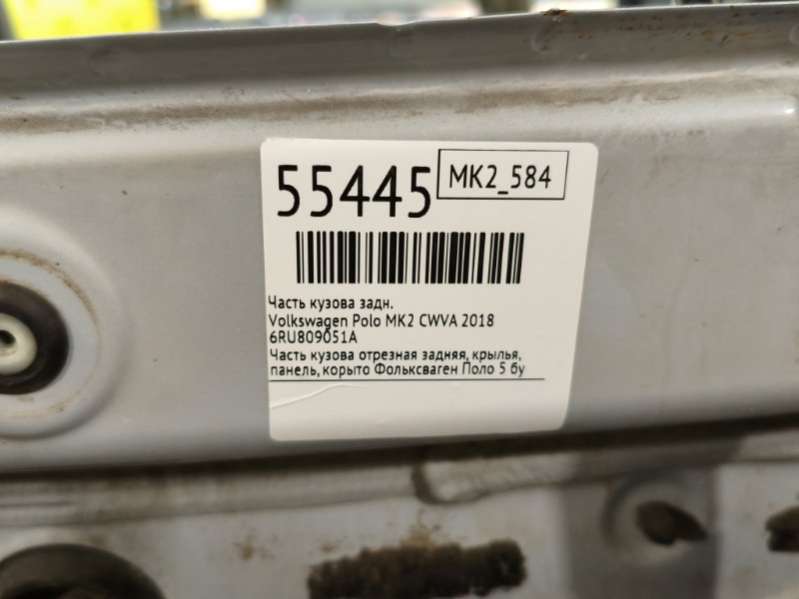 55445
MK2_584
Часть кузова задн.
Volkswagen Polo MK2 CWVA 2018
6RU809051A
Часть кузова отрезная задняя, крылья,
панель, корыто Фольксваген Поло 5 бу